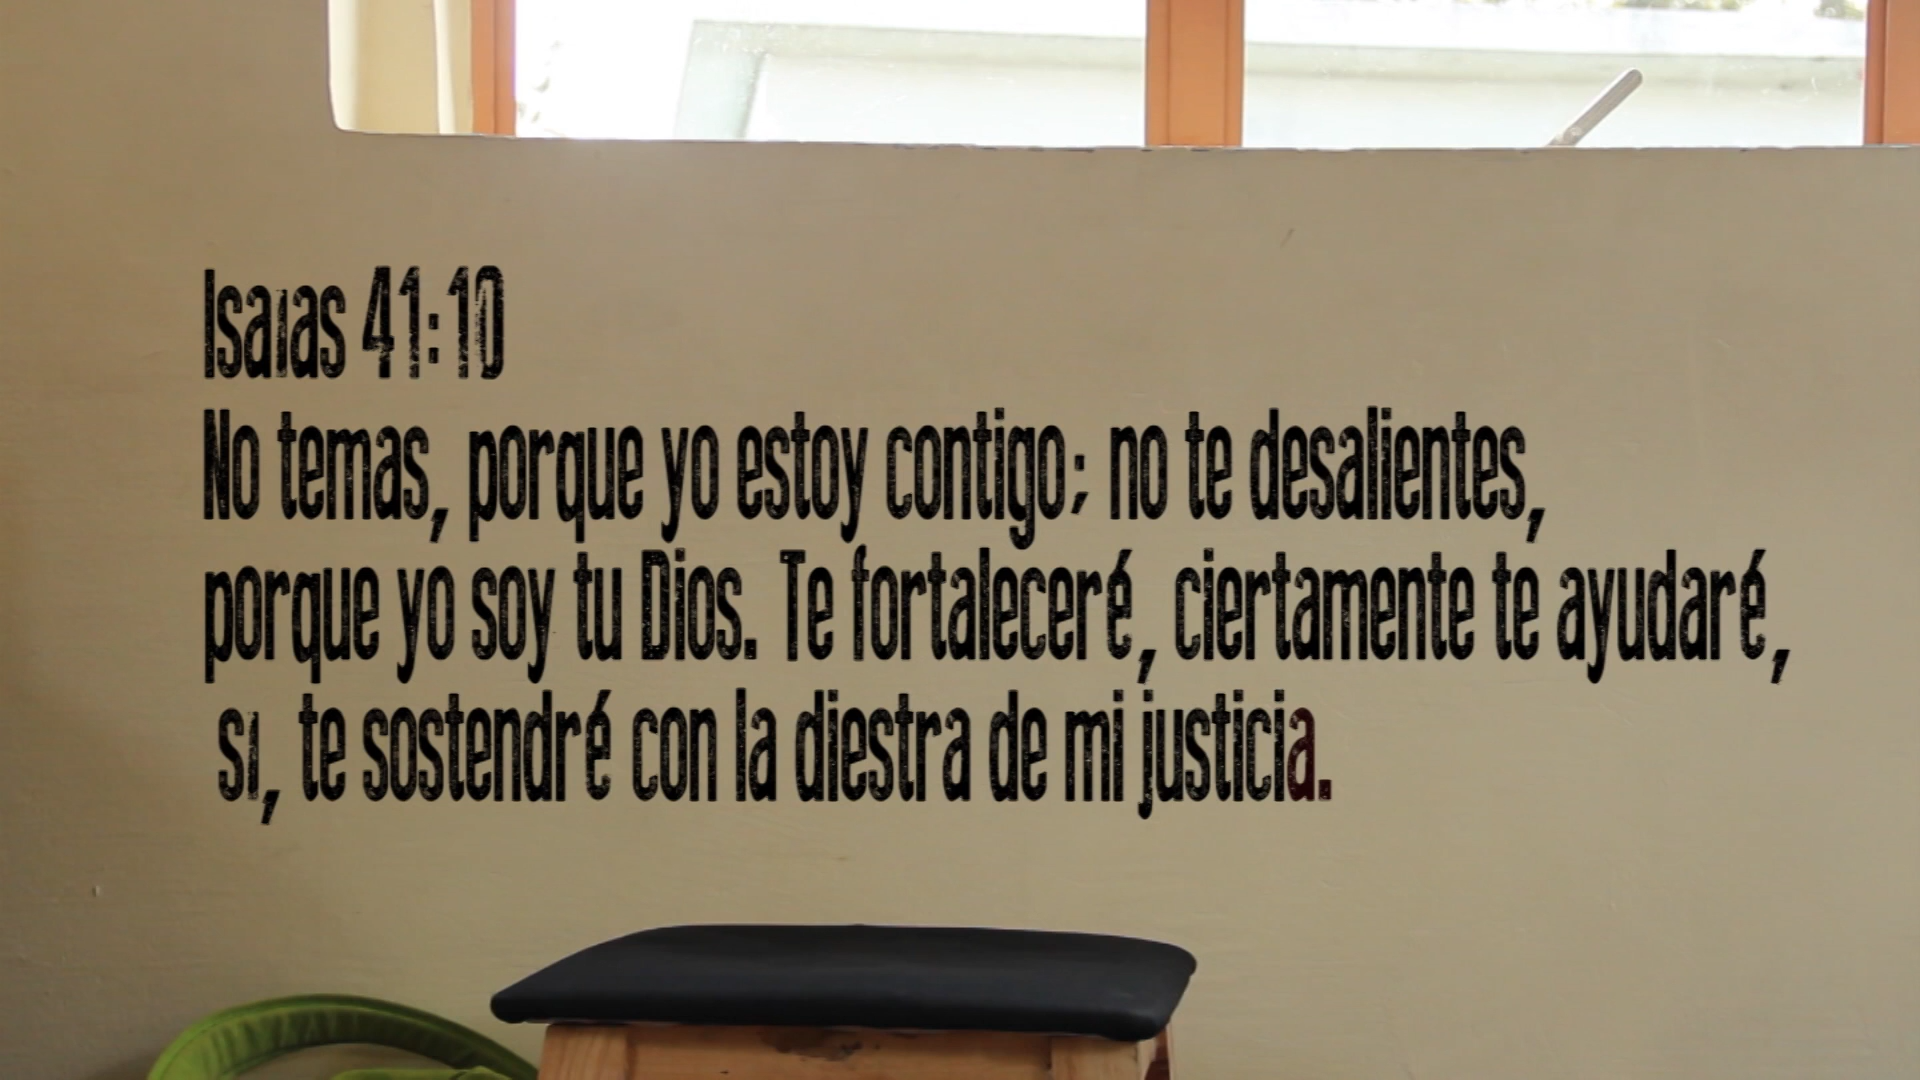 Isaıas 41:10
No temas, porque yo estoy contigo; no te desalientes,
porque yo soy tu Dios. Te fortaleceré, ciertamente te ayudaré,
sı, te sostendré con la diestra de mi justicia.